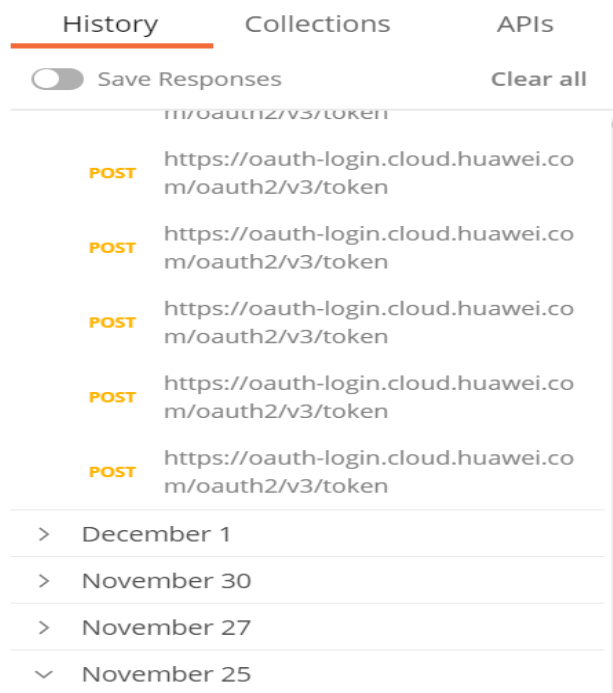 History Collections APIs
Save Responses Clear all
m/oauth2/v3/token
POST https://oauth-login.cloud.huawei.co
m/oauth2/v3/token
POST https://oauth-login.cloud.huawei.co
m/oauth2/v3/token
POST https://oauth-login.cloud.huawei.co
m/oauth2/v3/token
POST https://oauth-login.cloud.huawei.co
m/oauth2/v3/token
POST https://oauth-login.cloud.huawei.co
m/oauth2/v3/token
December 1
November 30
November 27
November 25